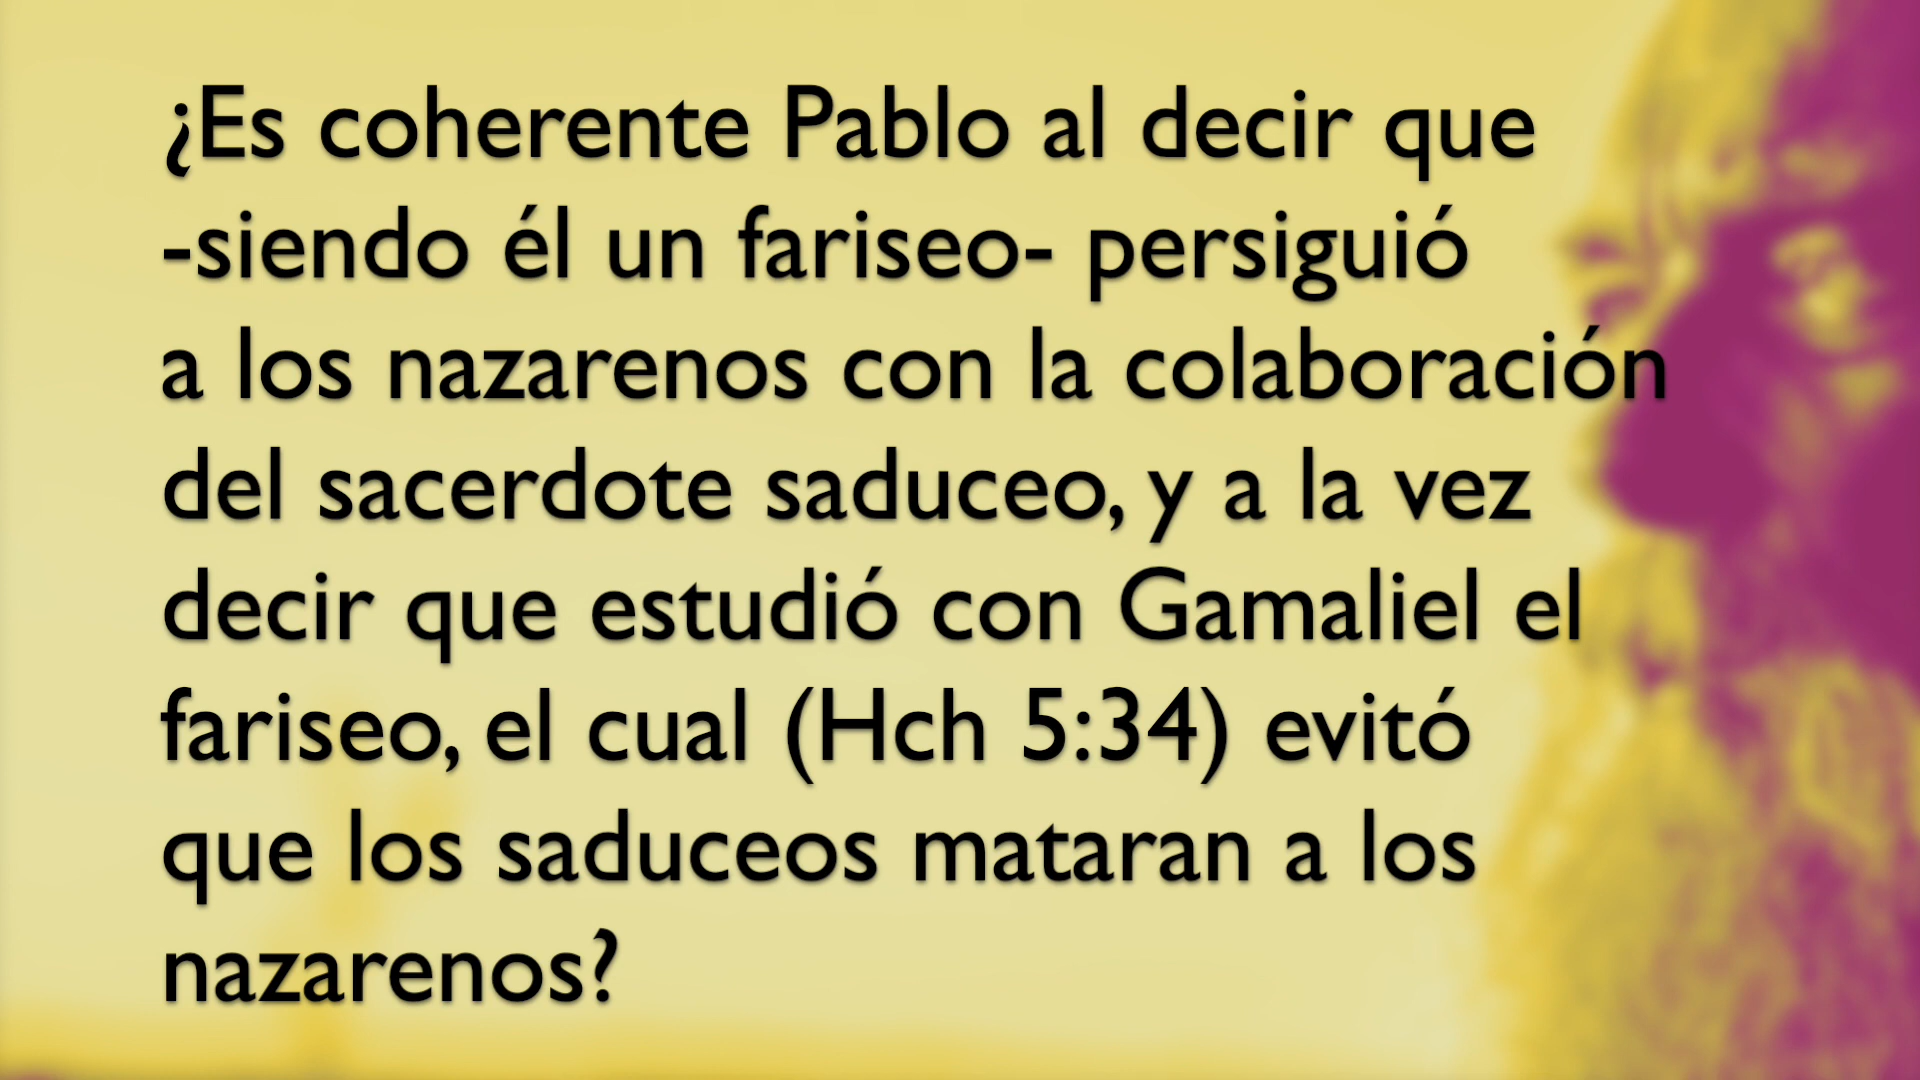 ¿Es coherente Pablo al decir que
-siendo él un fariseo- persiguió
a los nazarenos con la colaboración
del sacerdote saduceo, y a la vez
decir que estudió con Gamaliel el
fariseo, el cual (Hch 5:34) evitó
que los saduceos mataran a los
nazarenos?